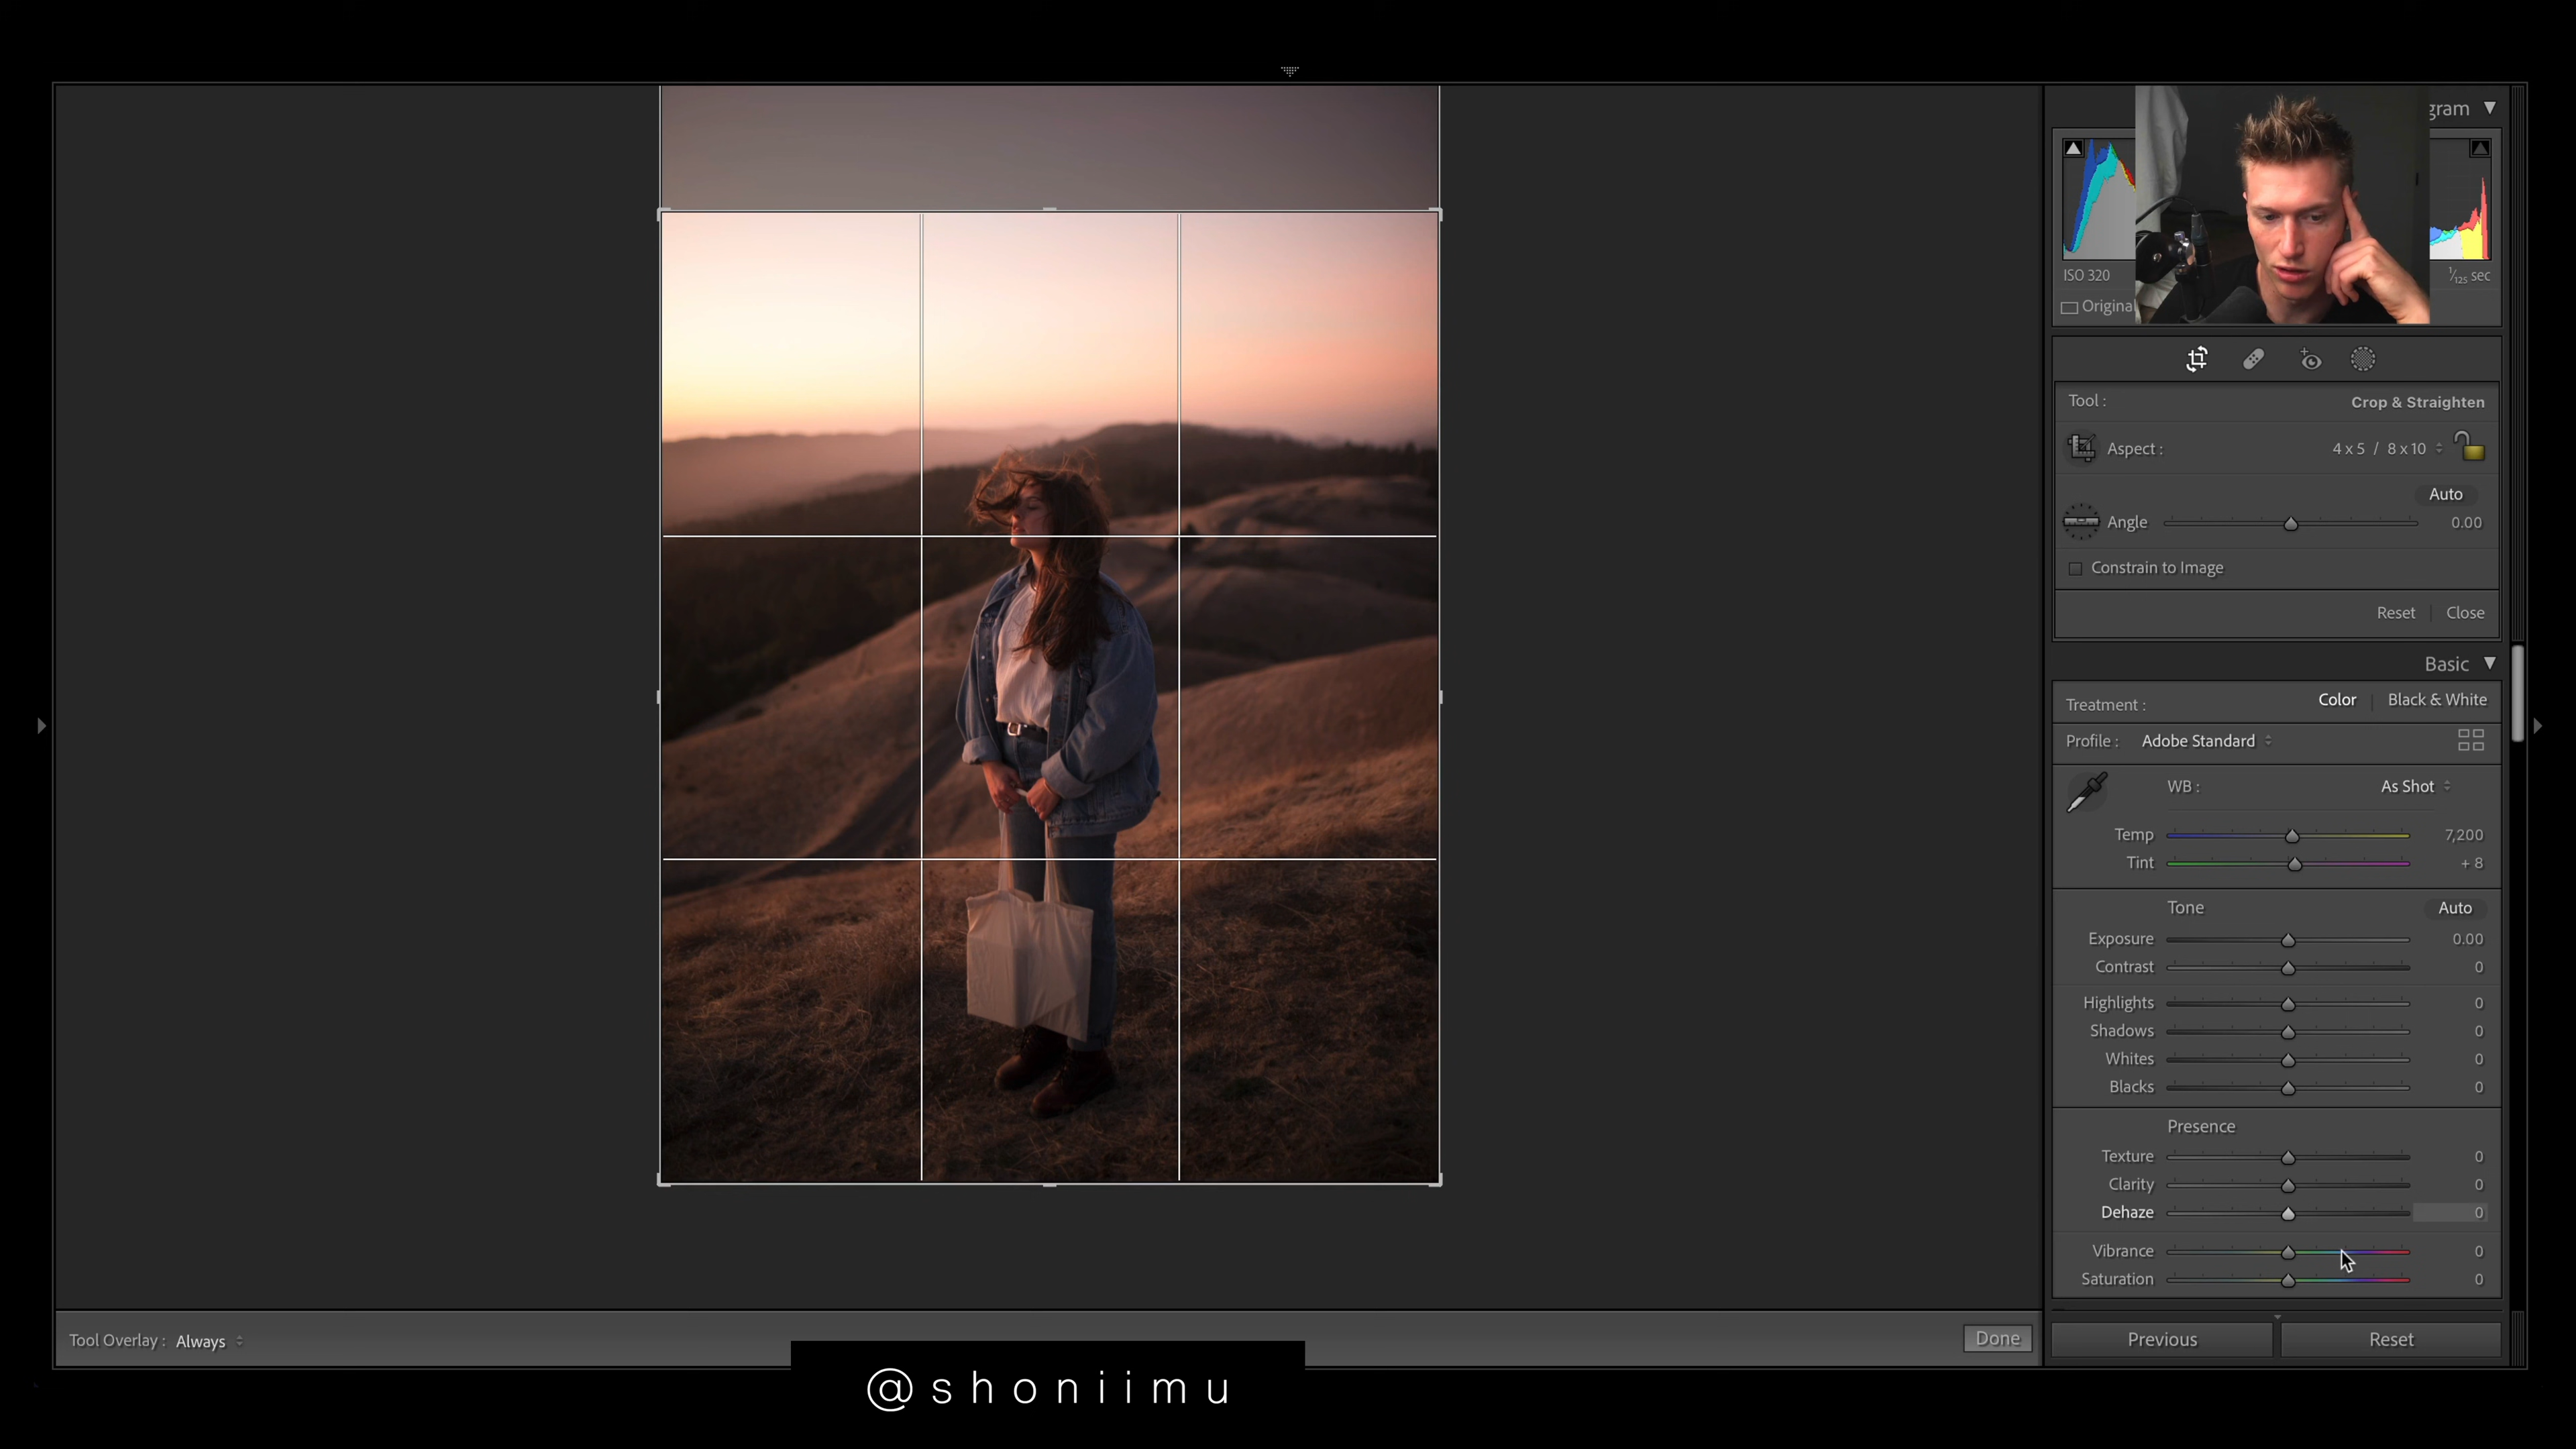 gram
ISO 320
1/125 sec
Origina
Tool :
Crop & Straighten
Aspect :
4 x 5 / 8 x 10
Auto
Angle
0.00
Constrain to Image
Reset
Close
Basic
Treatment :
Color
Black & White
Profile :
Adobe Standard
WB :
As Shot
Temp
7,200
Tint
+ 8
Tone
Auto
Exposure
0.00
Contrast
0
Highlights
0
Shadows
0
Whites
0
Blacks
0
Presence
Texture
0
Clarity
0
Dehaze
0
Vibrance
0
Saturation
0
Tool Overlay : Always
Done
Previous
Reset
@shoniimu